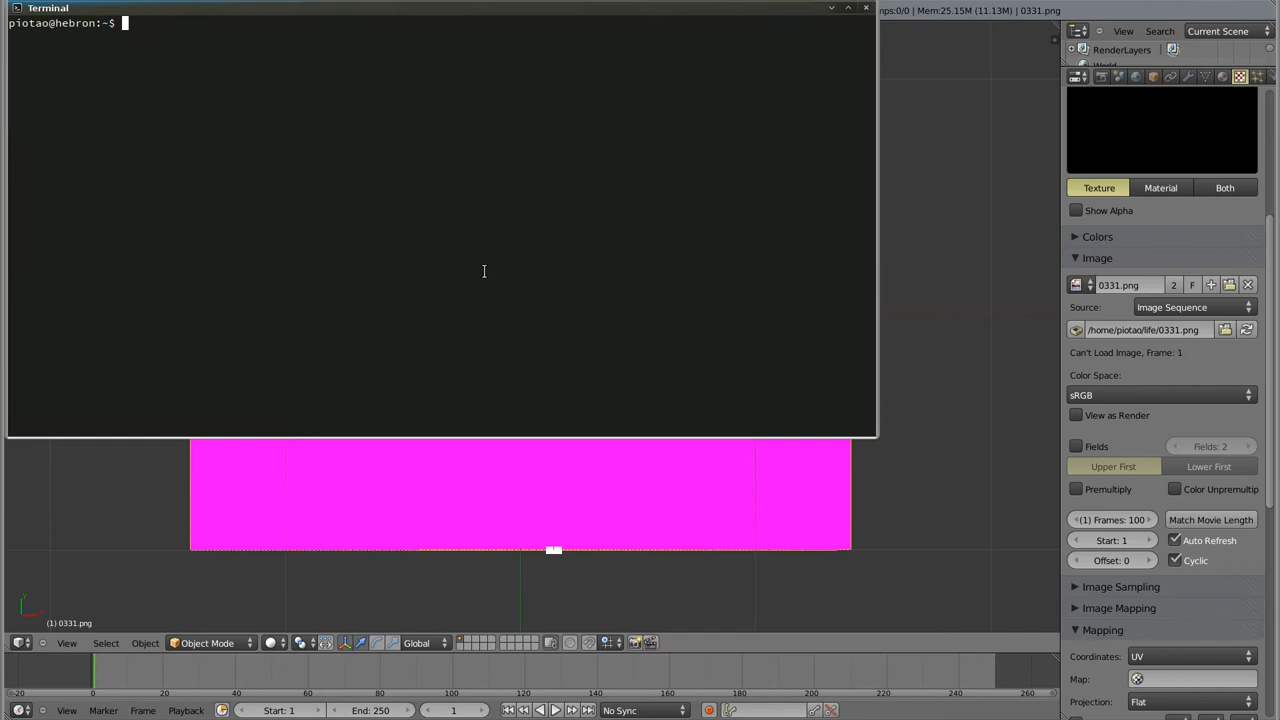 Terminal
ps:0/0 | Mem:25.15M (11.13M) | 0331.png
piotao@hebron:~$
View Search Current Scene
RenderLayers
World
Texture Material Both
Show Alpha
Colors
Image
0331.png 2 F
Source: Image Sequence
/home/piotao/life/0331.png
Can't Load Image, Frame: 1
Color Space:
sRGB
View as Render
Fields Fields: 2
Upper First Lower First
Premultiply Color Unpremultip
(1) Frames: 100 Match Movie Length
Start: 1 Auto Refresh
Offset: 0 Cyclic
Image Sampling
Image Mapping
Mapping
Coordinates: UV
Map:
Projection: Flat
(1) 0331.png
View Select Object Object Mode Global
-20 0 20 40 60 80 100 120 140 160 180 200 220 240 260
View Marker Frame Playback Start: 1 End: 250 1 No Sync